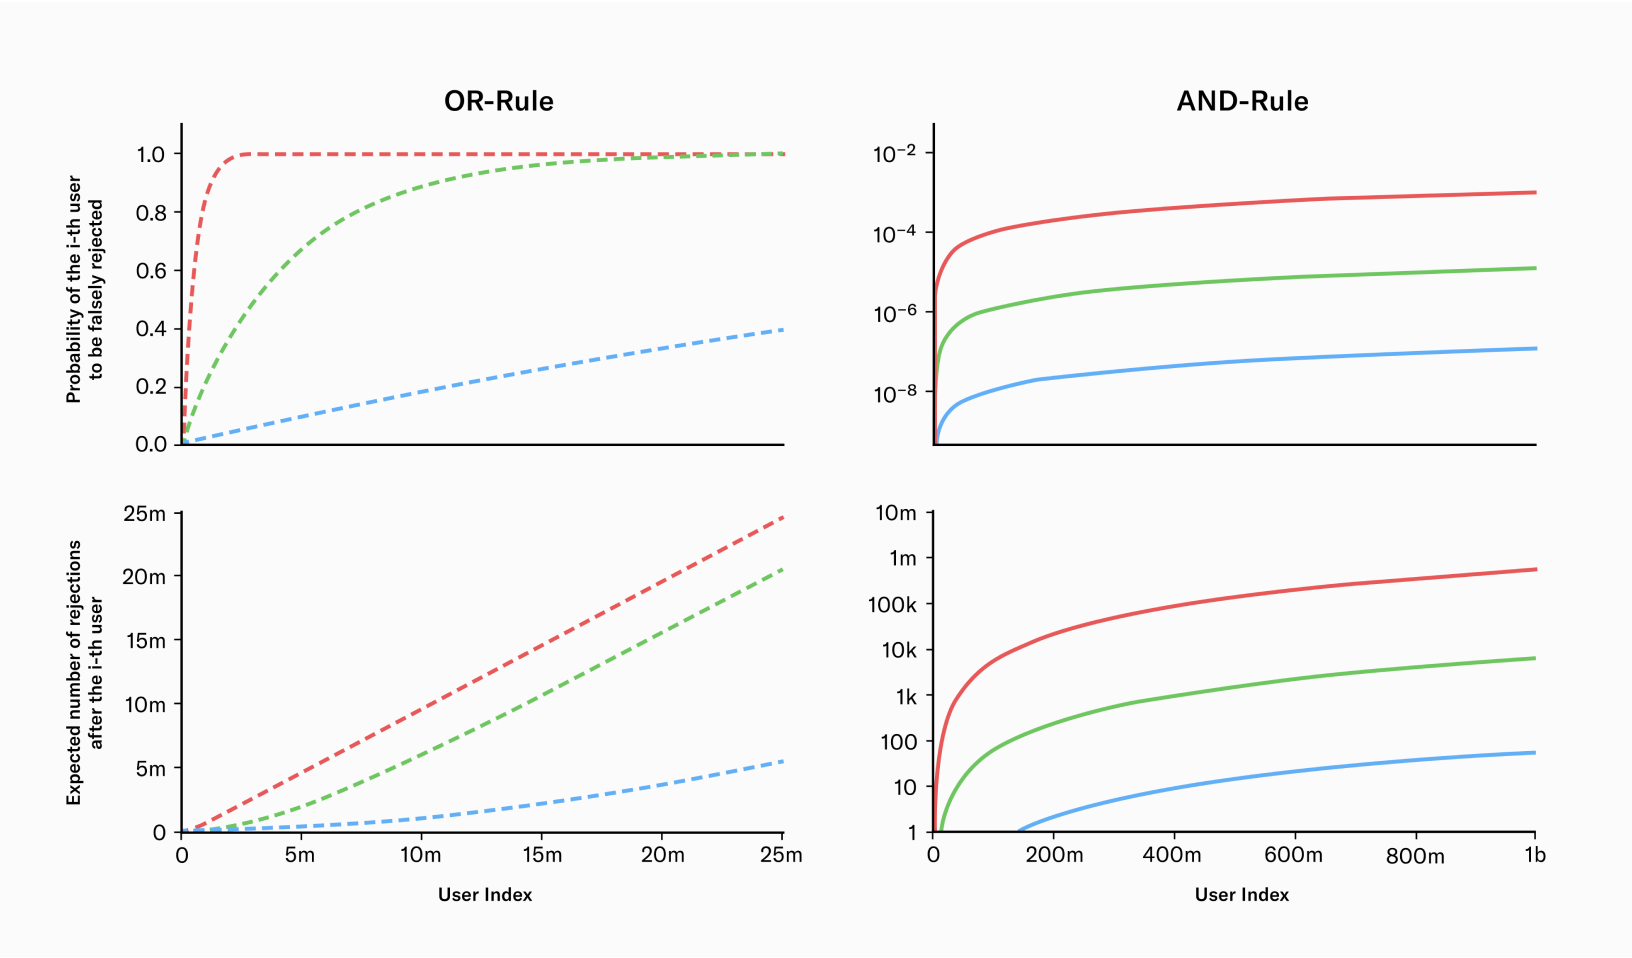 OR-Rule
Probability of the i-th user
to be falsely rejected
1.0
0.8
0.6
0.4
0.2
0.0
AND-Rule
10⁻²
10⁻⁴
10⁻⁶
10⁻⁸
Expected number of rejections
after the i-th user
25m
20m
15m
10m
5m
0
0 5m 10m 15m 20m 25m
User Index
10m
1m
100k
10k
1k
100
10
1
0 200m 400m 600m 800m 1b
User Index